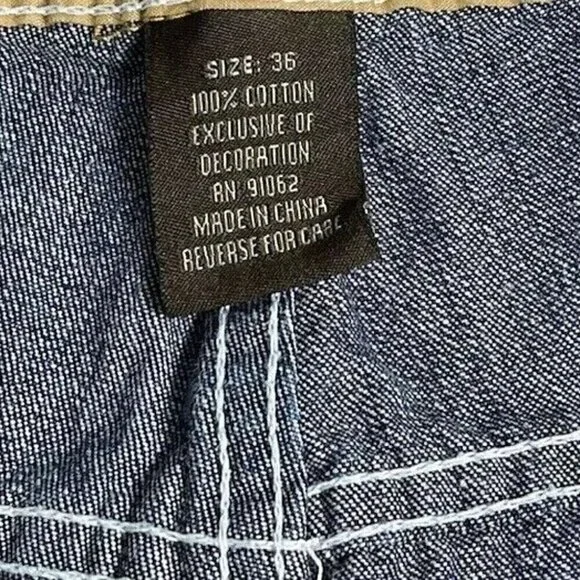 SIZE: 36
100% COTTON
EXCLUSIVE OF
DECORATION
RN 91062
MADE IN CHINA
REVERSE FOR CARE